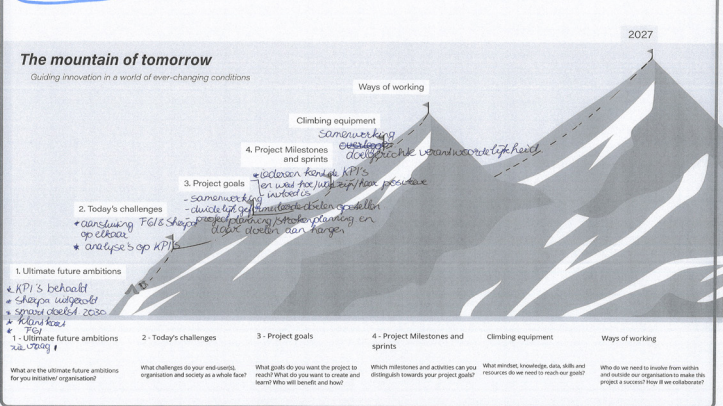 2027
The mountain of tomorrow
Guiding innovation in a world of ever-changing conditions
Ways of working
Climbing equipment
samenwerking
doelgerichte verantwoordelijkheid
4. Project Milestones
and sprints
* iedereen kent de KPI's
en weet hoe/wat zijn/haar positieve
invloed is
3. Project goals
- samenwerking
- duidelijk geformuleerde doelen opstellen
- projectplanning/ planning en
daar doelen aan hangen
2. Today's challenges
* aansluiting FGI & Sherpa
op elkaar
* analyse's op KPI's
1. Ultimate future ambitions
* KPI's behaald
* Sherpa uitgerold
* smart doelst. 2030
* klantkaart
* FGI
1 - Ultimate future ambitions
zie vraag 1
What are the ultimate future ambitions
for you initiative/ organisation?
2 - Today's challenges
What challenges do your end-user(s),
organisation and society as a whole face?
3 - Project goals
What goals do you want the project to
reach? What do you want to create and
learn? Who will benefit and how?
4 - Project Milestones and
sprints
Which milestones and activities can you
distinguish towards your project goals?
Climbing equipment
What mindset, knowledge, data, skills and
resources do we need to reach our goals?
Ways of working
Who do we need to involve from within
and outside our organisation to make this
project a success? How ill we collaborate?